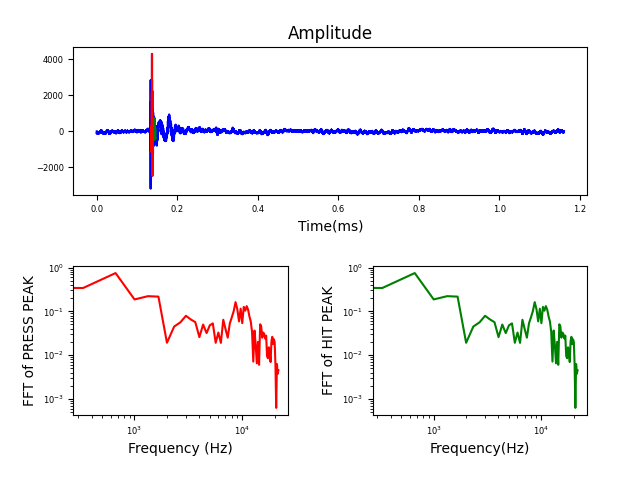 Amplitude
4000
2000
0
−2000
0.0 0.2 0.4 0.6 0.8 1.0 1.2
Time(ms)
FFT of PRESS PEAK
10⁰
10⁻¹
10⁻²
10⁻³
10³ 10⁴
Frequency (Hz)
FFT of HIT PEAK
10⁰
10⁻¹
10⁻²
10⁻³
10³ 10⁴
Frequency(Hz)